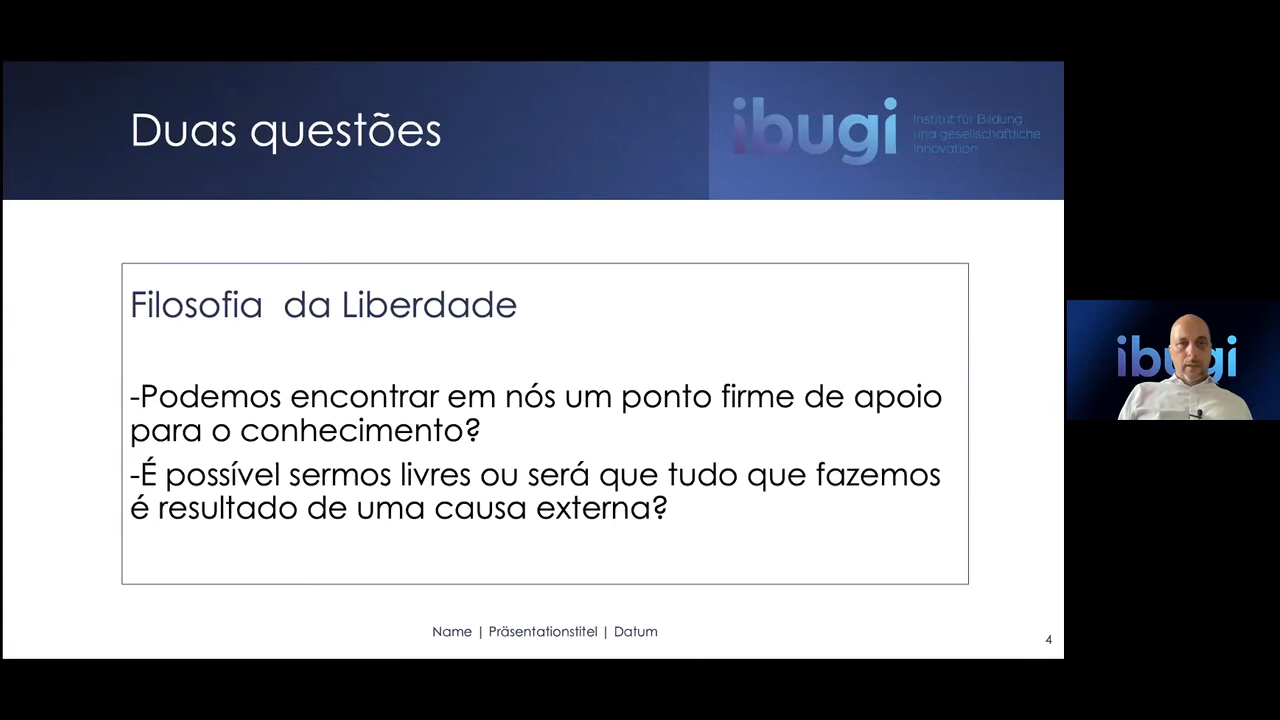 Duas questões
ibugi
Institut für Bildung
und gesellschaftliche
Innovation
Filosofia  da Liberdade
-Podemos encontrar em nós um ponto firme de apoio
para o conhecimento?
-É possível sermos livres ou será que tudo que fazemos
é resultado de uma causa externa?
Name | Präsentationstitel | Datum
4
ibugi